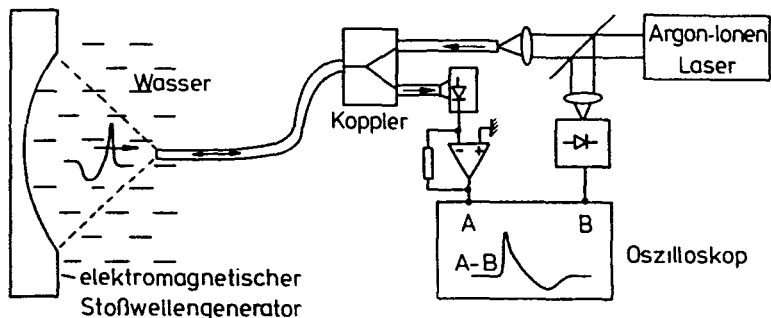 Argon-Ionen
Laser
Wasser
Koppler
- +
A B
A-B
Oszilloskop
elektromagnetischer
Stoßwellengenerator